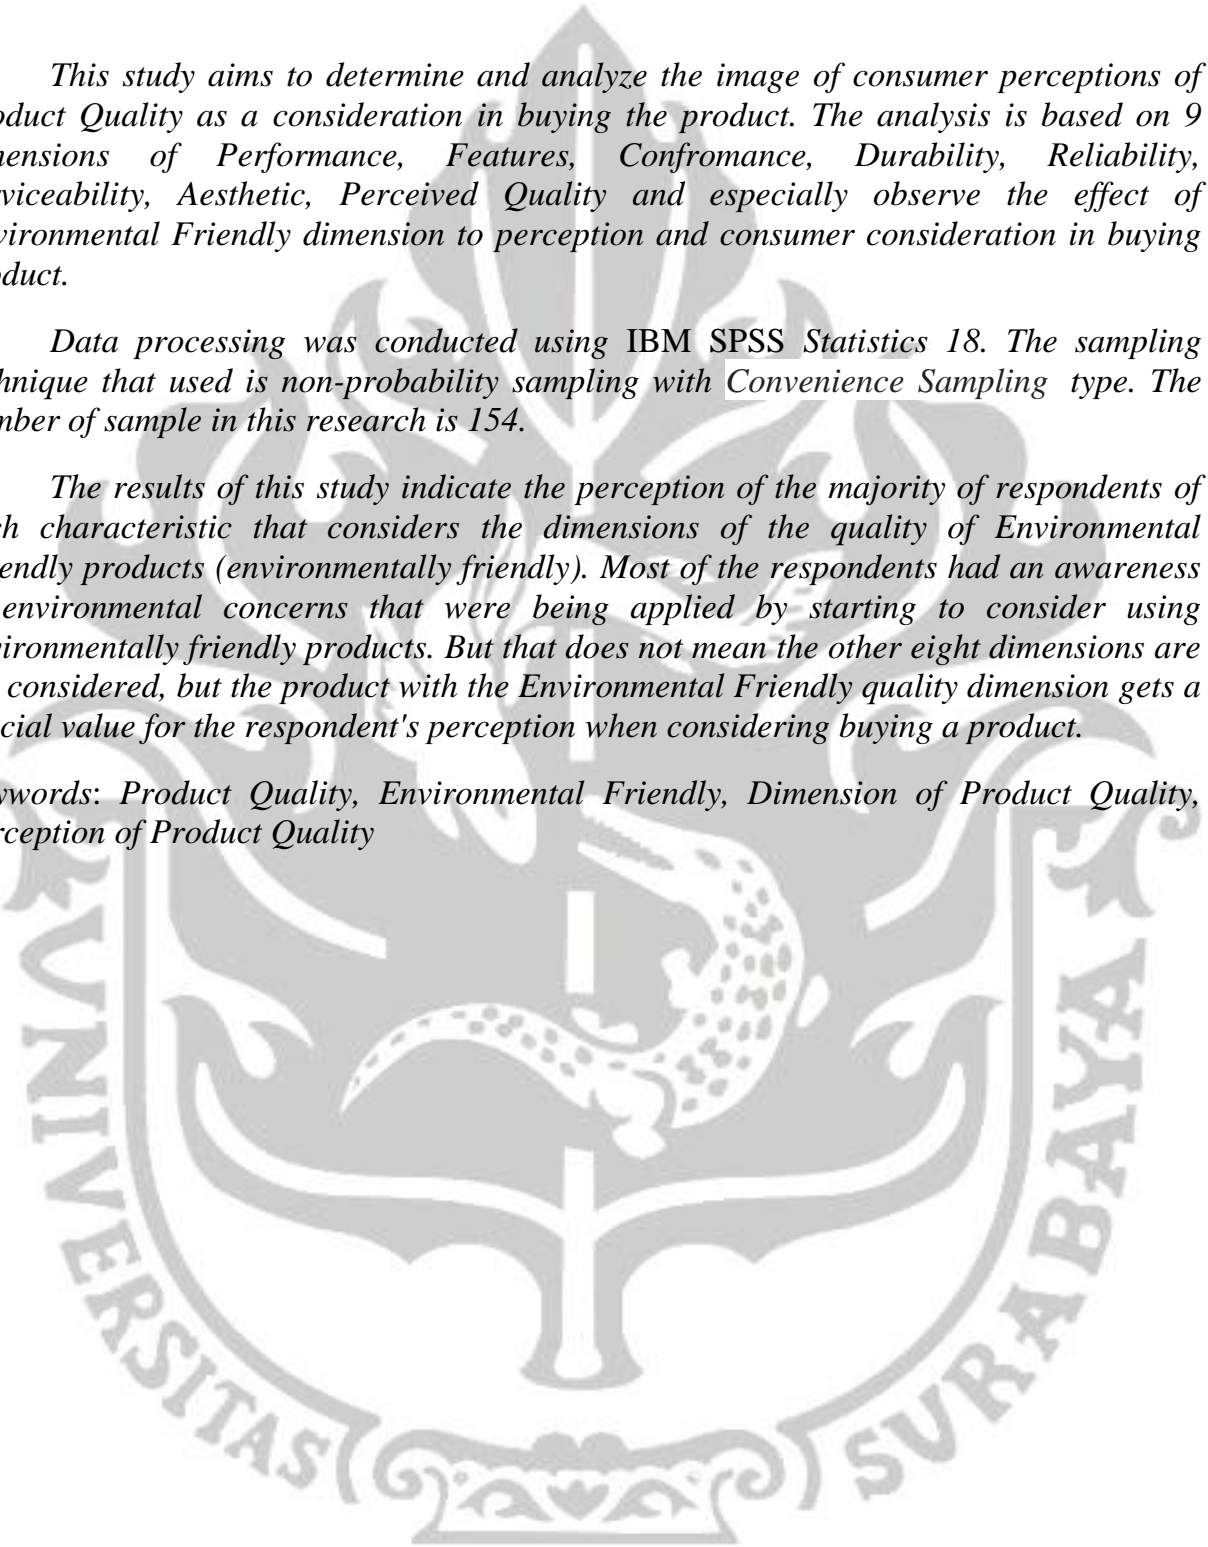 This study aims to determine and analyze the image of consumer perceptions of
oduct Quality as a consideration in buying the product. The analysis is based on 9
mensions of Performance, Features, Confromance, Durability, Reliability,
rviceability, Aesthetic, Perceived Quality and especially observe the effect of
vironmental Friendly dimension to perception and consumer consideration in buying
oduct.
Data processing was conducted using IBM SPSS Statistics 18. The sampling
chnique that used is non-probability sampling with Convenience Sampling type. The
mber of sample in this research is 154.
The results of this study indicate the perception of the majority of respondents of
ch characteristic that considers the dimensions of the quality of Environmental
endly products (environmentally friendly). Most of the respondents had an awareness
environmental concerns that were being applied by starting to consider using
vironmentally friendly products. But that does not mean the other eight dimensions are
considered, but the product with the Environmental Friendly quality dimension gets a
cial value for the respondent's perception when considering buying a product.
ywords: Product Quality, Environmental Friendly, Dimension of Product Quality,
rception of Product Quality
UNIVERSITAS SURABAYA